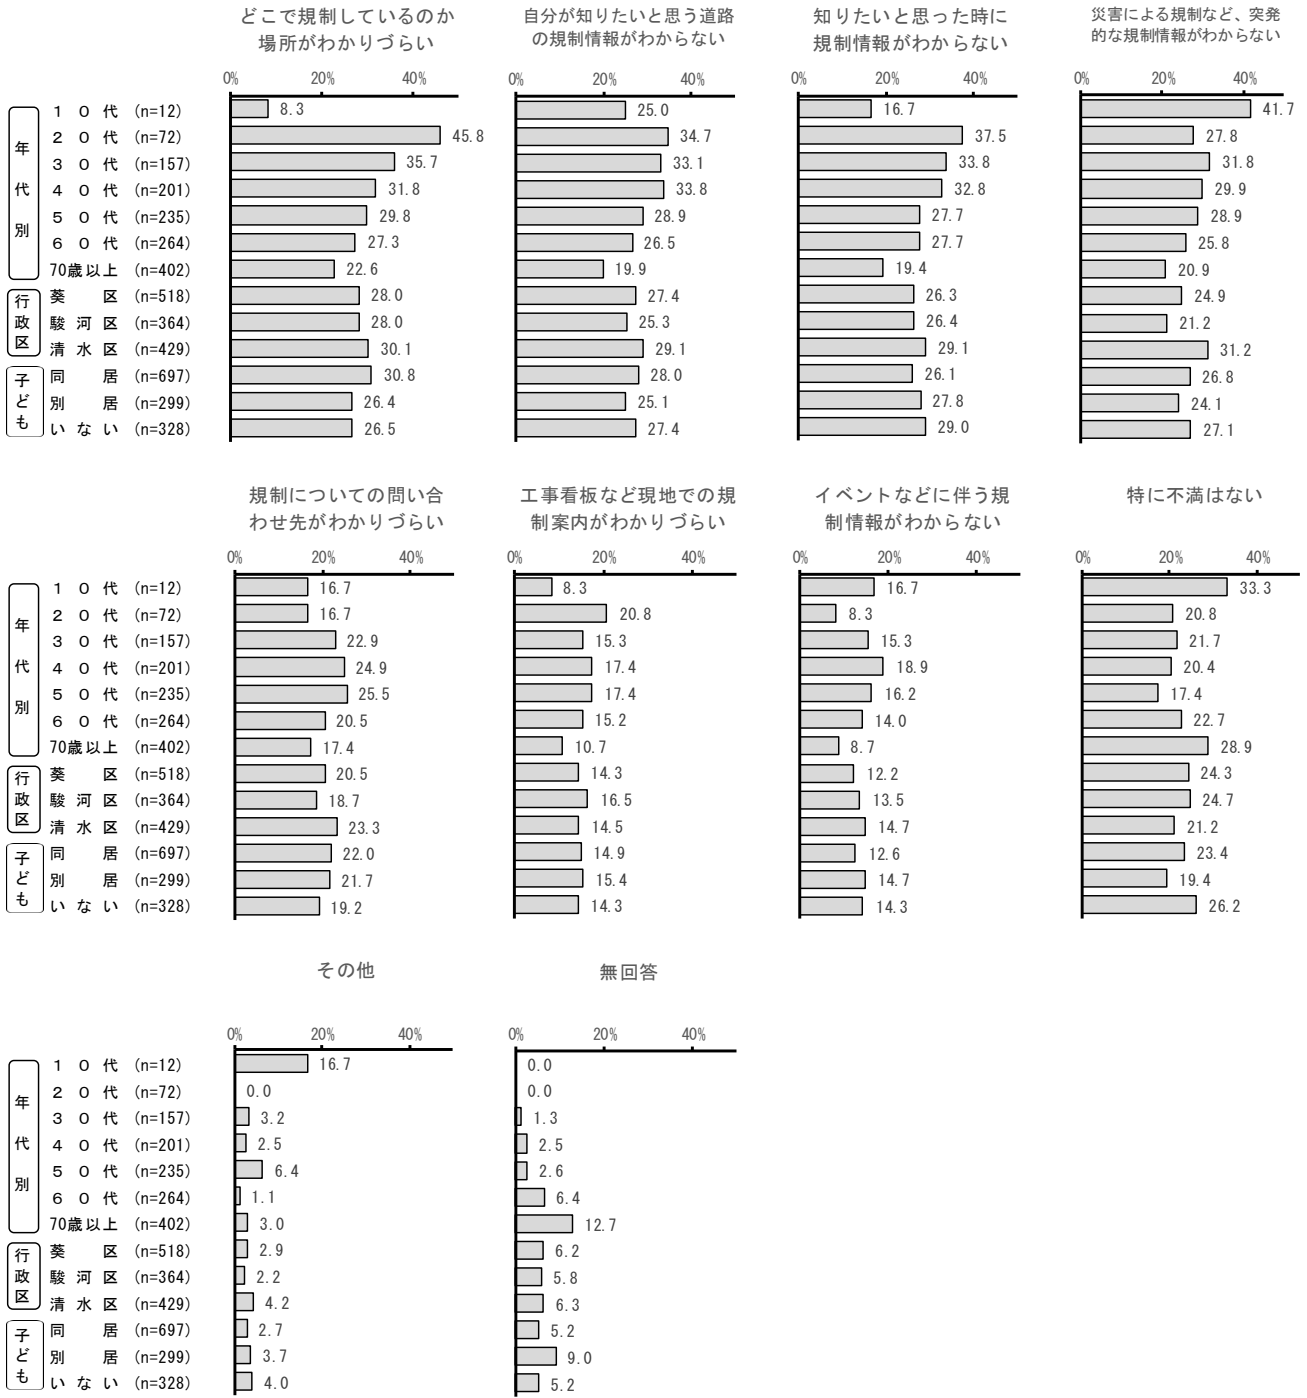 どこで規制しているのか
場所がわかりづらい
自分が知りたいと思う道路
の規制情報がわからない
知りたいと思った時に
規制情報がわからない
災害による規制など、突発
的な規制情報がわからない
0% 20% 40% 0% 20% 40% 0% 20% 40% 0% 20% 40%
年代別
１０代 (n=12) 8.3 25.0 16.7 41.7
２０代 (n=72) 45.8 34.7 37.5 27.8
３０代 (n=157) 35.7 33.1 33.8 31.8
４０代 (n=201) 31.8 33.8 32.8 29.9
５０代 (n=235) 29.8 28.9 27.7 28.9
６０代 (n=264) 27.3 26.5 27.7 25.8
70歳以上 (n=402) 22.6 19.9 19.4 20.9
行政区
葵 区 (n=518) 28.0 27.4 26.3 24.9
駿河区 (n=364) 28.0 25.3 26.4 21.2
清水区 (n=429) 30.1 29.1 29.1 31.2
子ども
同 居 (n=697) 30.8 28.0 26.1 26.8
別 居 (n=299) 26.4 25.1 27.8 24.1
いない (n=328) 26.5 27.4 29.0 27.1
規制についての問い合
わせ先がわかりづらい
工事看板など現地での規
制案内がわかりづらい
イベントなどに伴う規
制情報がわからない
特に不満はない
0% 20% 40% 0% 20% 40% 0% 20% 40% 0% 20% 40%
年代別
１０代 (n=12) 16.7 8.3 16.7 33.3
２０代 (n=72) 16.7 20.8 8.3 20.8
３０代 (n=157) 22.9 15.3 15.3 21.7
４０代 (n=201) 24.9 17.4 18.9 20.4
５０代 (n=235) 25.5 17.4 16.2 17.4
６０代 (n=264) 20.5 15.2 14.0 22.7
70歳以上 (n=402) 17.4 10.7 8.7 28.9
行政区
葵 区 (n=518) 20.5 14.3 12.2 24.3
駿河区 (n=364) 18.7 16.5 13.5 24.7
清水区 (n=429) 23.3 14.5 14.7 21.2
子ども
同 居 (n=697) 22.0 14.9 12.6 23.4
別 居 (n=299) 21.7 15.4 14.7 19.4
いない (n=328) 19.2 14.3 14.3 26.2
その他
無回答
0% 20% 40% 0% 20% 40%
年代別
１０代 (n=12) 16.7 0.0
２０代 (n=72) 0.0 0.0
３０代 (n=157) 3.2 1.3
４０代 (n=201) 2.5 2.5
５０代 (n=235) 6.4 2.6
６０代 (n=264) 1.1 6.4
70歳以上 (n=402) 3.0 12.7
行政区
葵 区 (n=518) 2.9 6.2
駿河区 (n=364) 2.2 5.8
清水区 (n=429) 4.2 6.3
子ども
同 居 (n=697) 2.7 5.2
別 居 (n=299) 3.7 9.0
いない (n=328) 4.0 5.2